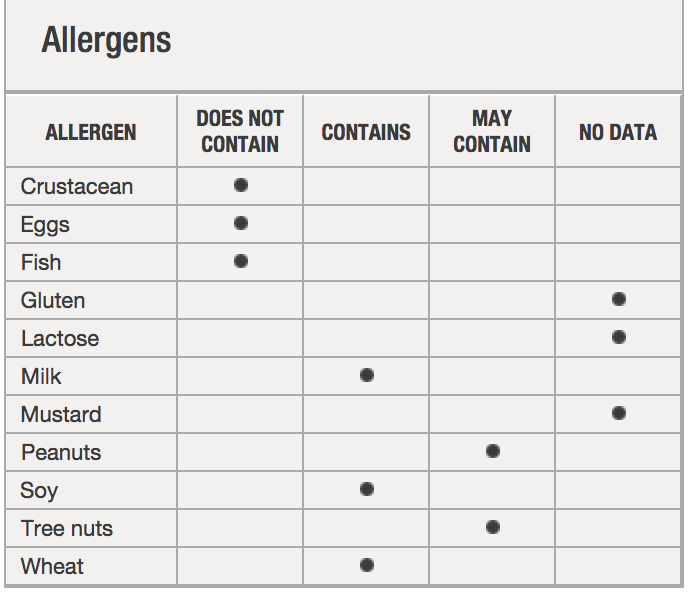 Allergens
ALLERGEN DOES NOT CONTAIN CONTAINS MAY CONTAIN NO DATA
Crustacean ●
Eggs ●
Fish ●
Gluten ●
Lactose ●
Milk ●
Mustard ●
Peanuts ●
Soy ●
Tree nuts ●
Wheat ●